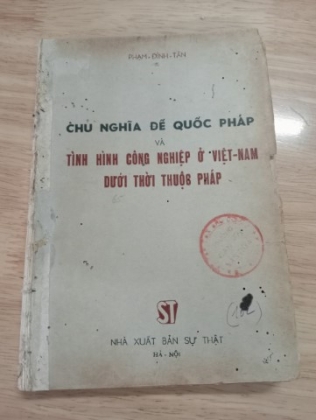 PHẠM-ĐÌNH-TÂN
CHỦ NGHĨA ĐẾ QUỐC PHÁP
VÀ
TÌNH HÌNH CÔNG NGHIỆP Ở VIỆT-NAM
DƯỚI THỜI THUỘC PHÁP
ST
NHÀ XUẤT BẢN SỰ THẬT
HÀ-NỘI